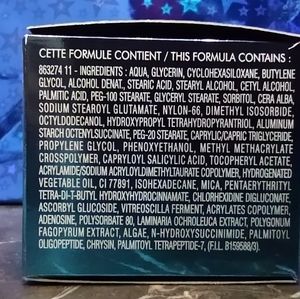 CETTE FORMULE CONTIENT / THIS FORMULA CONTAINS :
863274 11 - INGREDIENTS : AQUA, GLYCERIN, CYCLOHEXASILOXANE, BUTYLENE
GLYCOL, ALCOHOL DENAT., STEARIC ACID, STEARYL ALCOHOL, CETYL ALCOHOL,
PALMITIC ACID, PEG-100 STEARATE, GLYCERYL STEARATE, SORBITOL, CERA ALBA,
SODIUM STEAROYL GLUTAMATE, NYLON-66, DIMETHYL ISOSORBIDE,
OCTYLDODECANOL, HYDROXYPROPYL TETRAHYDROPYRANTRIOL, ALUMINUM
STARCH OCTENYLSUCCINATE, PEG-20 STEARATE, CAPRYLIC/CAPRIC TRIGLYCERIDE,
PROPYLENE GLYCOL, PHENOXYETHANOL, METHYL METHACRYLATE
CROSSPOLYMER, CAPRYLOYL SALICYLIC ACID, TOCOPHERYL ACETATE,
ACRYLAMIDE/SODIUM ACRYLOYLDIMETHYLTAURATE COPOLYMER, HYDROGENATED
VEGETABLE OIL, CI 77891, ISOHEXADECANE, MICA, PENTAERYTHRITYL
TETRA-DI-T-BUTYL HYDROXYHYDROCINNAMATE, CHLORHEXIDINE DIGLUCONATE,
ASCORBYL GLUCOSIDE, VITREOSCILLA FERMENT, ACRYLATES COPOLYMER,
ADENOSINE, POLYSORBATE 80, LAMINARIA OCHROLEUCA EXTRACT, POLYGONUM
FAGOPYRUM EXTRACT, ALGAE, N-HYDROXYSUCCINIMIDE, PALMITOYL
OLIGOPEPTIDE, CHRYSIN, PALMITOYL TETRAPEPTIDE-7, (F.I.L. B159588/3).